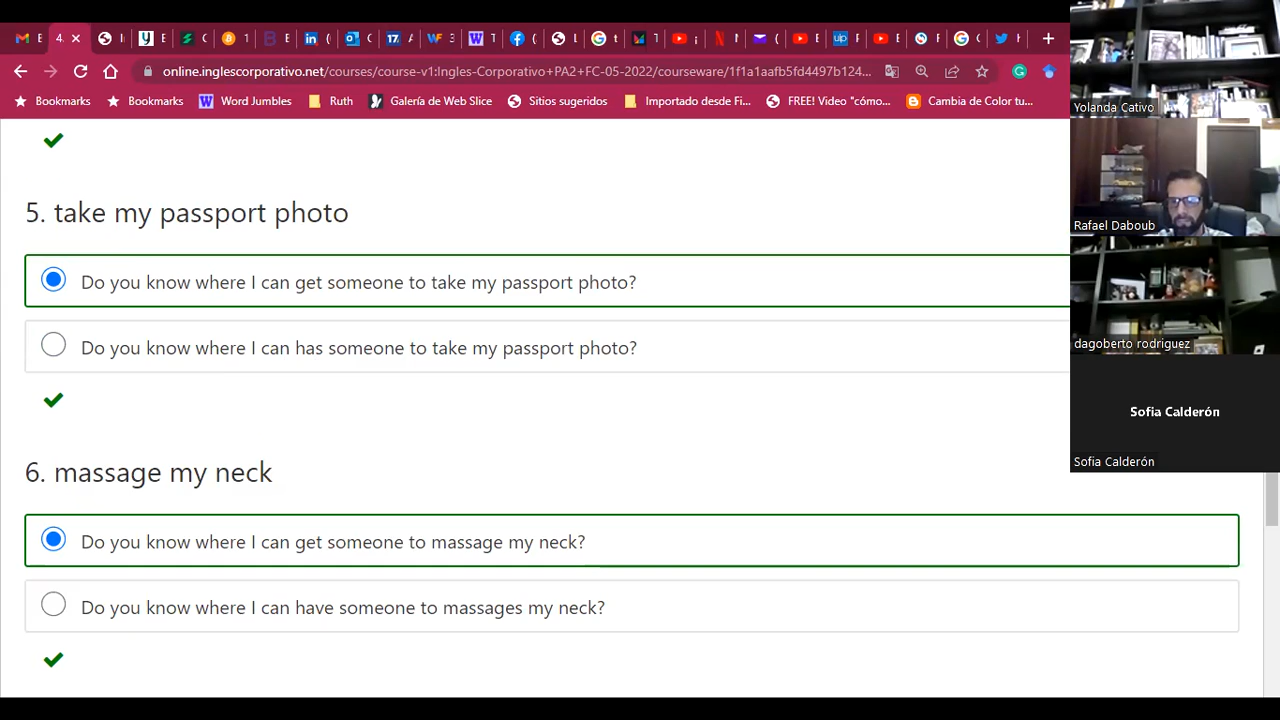 online.inglescorporativo.net/courses/course-v1:Ingles-Corporativo+PA2+FC-05-2022/courseware/1f1a1aafb5fd4497b124...
Bookmarks Bookmarks Word Jumbles Ruth Galería de Web Slice Sitios sugeridos Importado desde Fi... FREE! Video "cómo... Cambia de Color tu...
Yolanda Cativo
Rafael Daboub
dagoberto rodriguez
Sofia Calderón
Sofia Calderón
5. take my passport photo
Do you know where I can get someone to take my passport photo?
Do you know where I can has someone to take my passport photo?
6. massage my neck
Do you know where I can get someone to massage my neck?
Do you know where I can have someone to massages my neck?